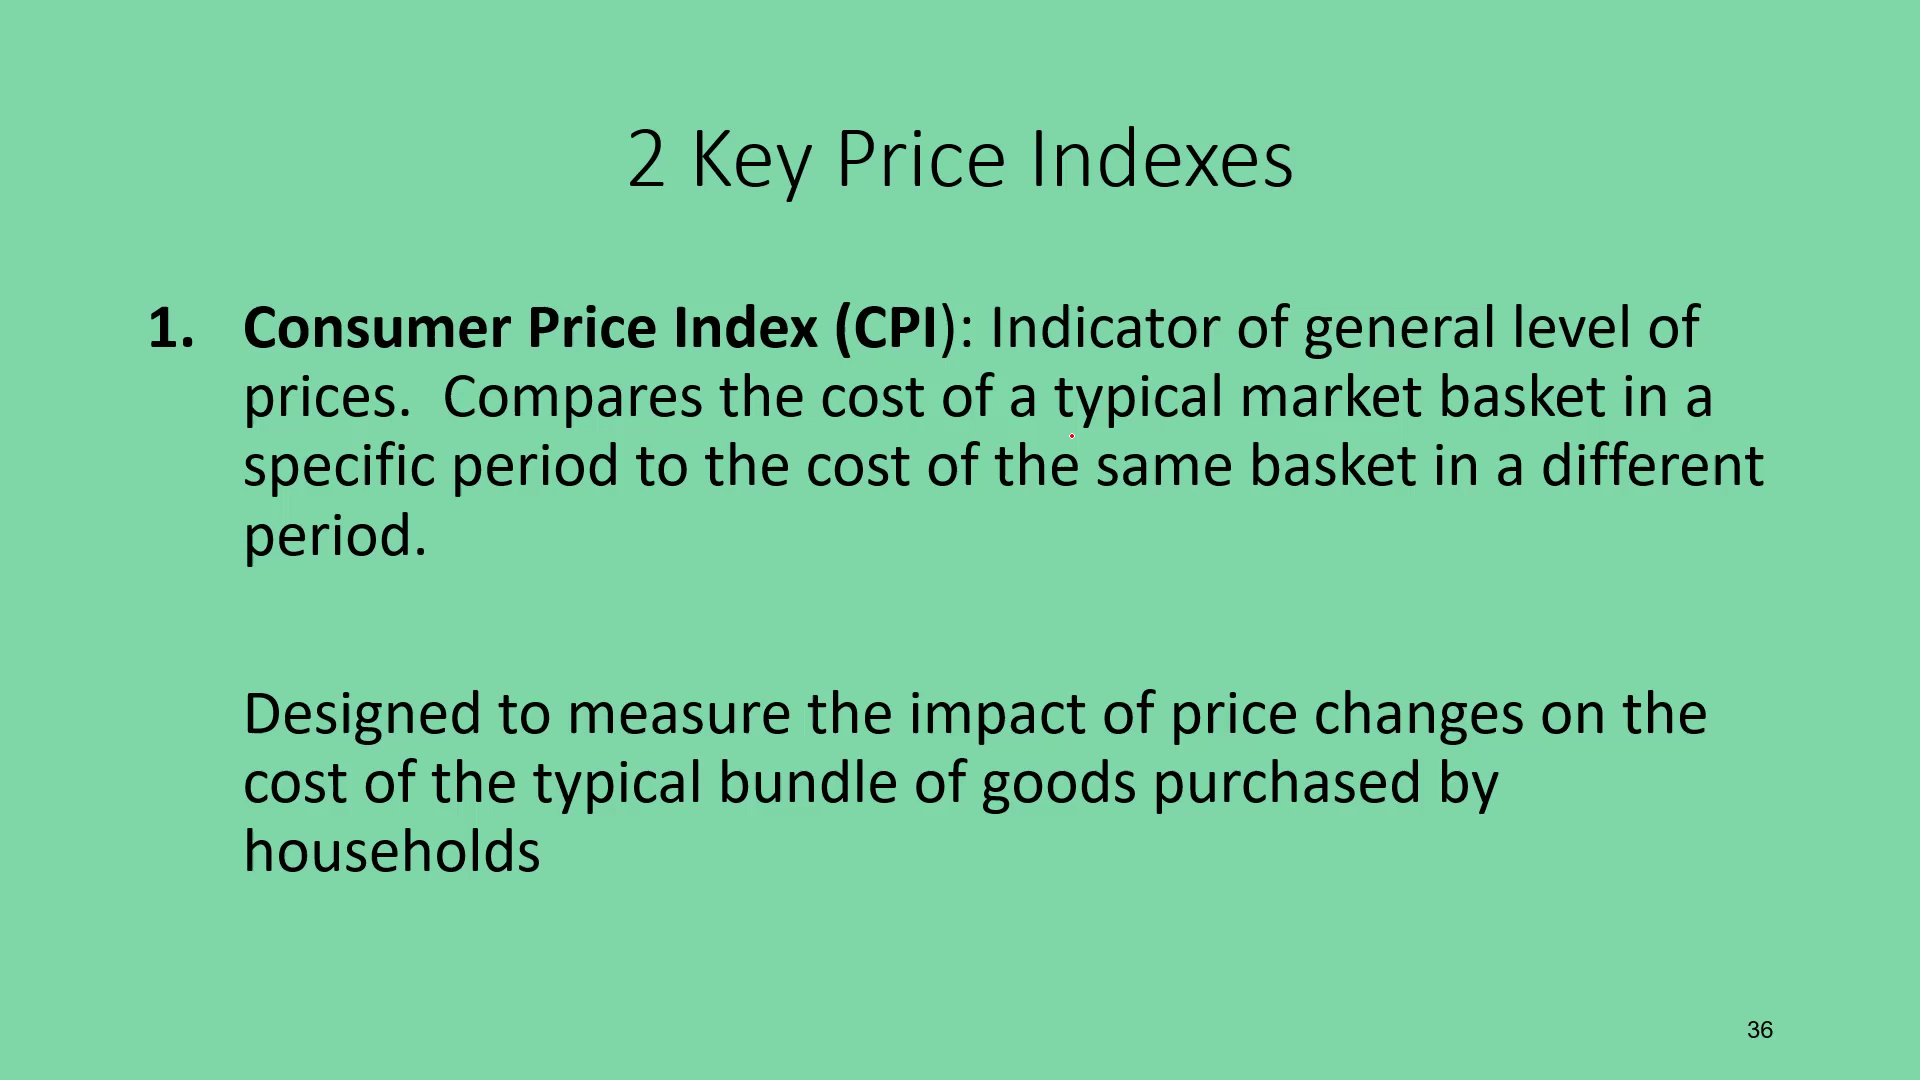 2 Key Price Indexes
1. Consumer Price Index (CPI): Indicator of general level of
prices.  Compares the cost of a typical market basket in a
specific period to the cost of the same basket in a different
period.
Designed to measure the impact of price changes on the
cost of the typical bundle of goods purchased by
households
36